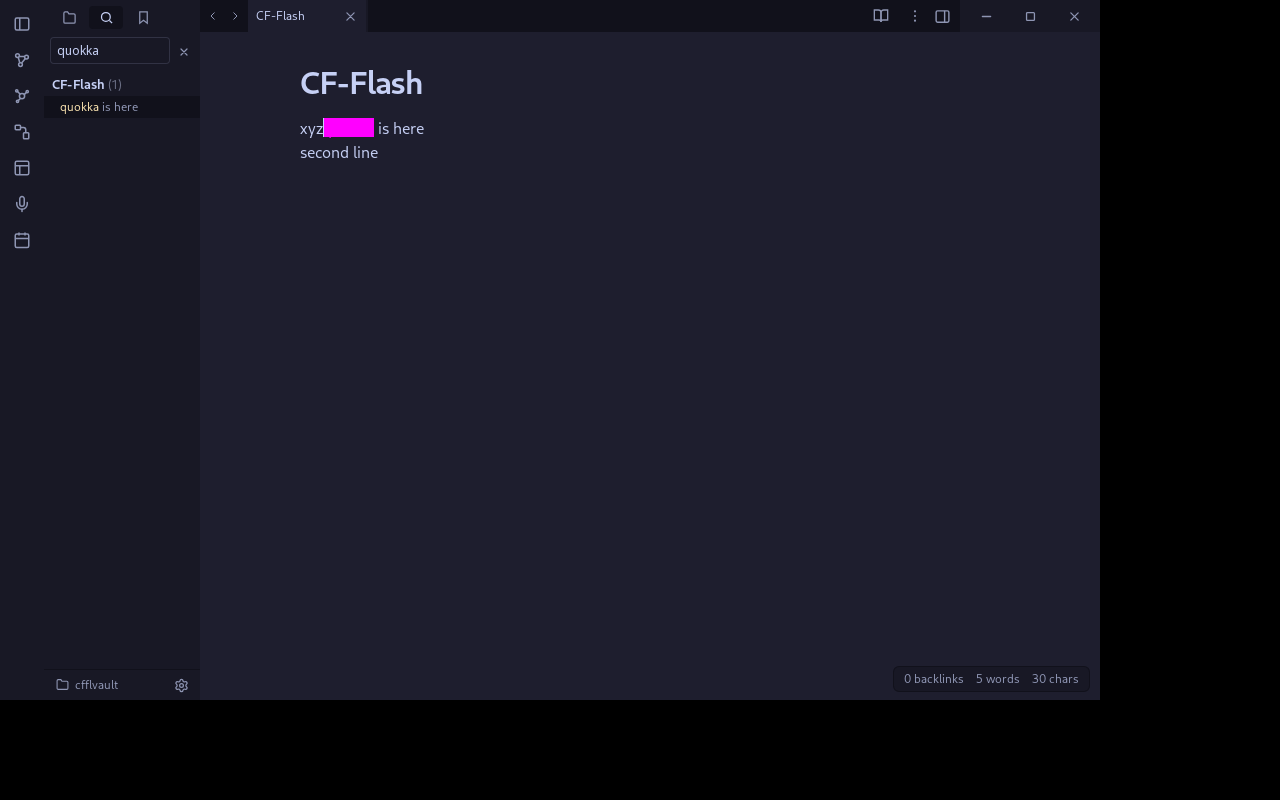 CF-Flash
quokka
CF-Flash (1)
quokka is here
CF-Flash
xyz is here
second line
cfflvault
0 backlinks 5 words 30 chars